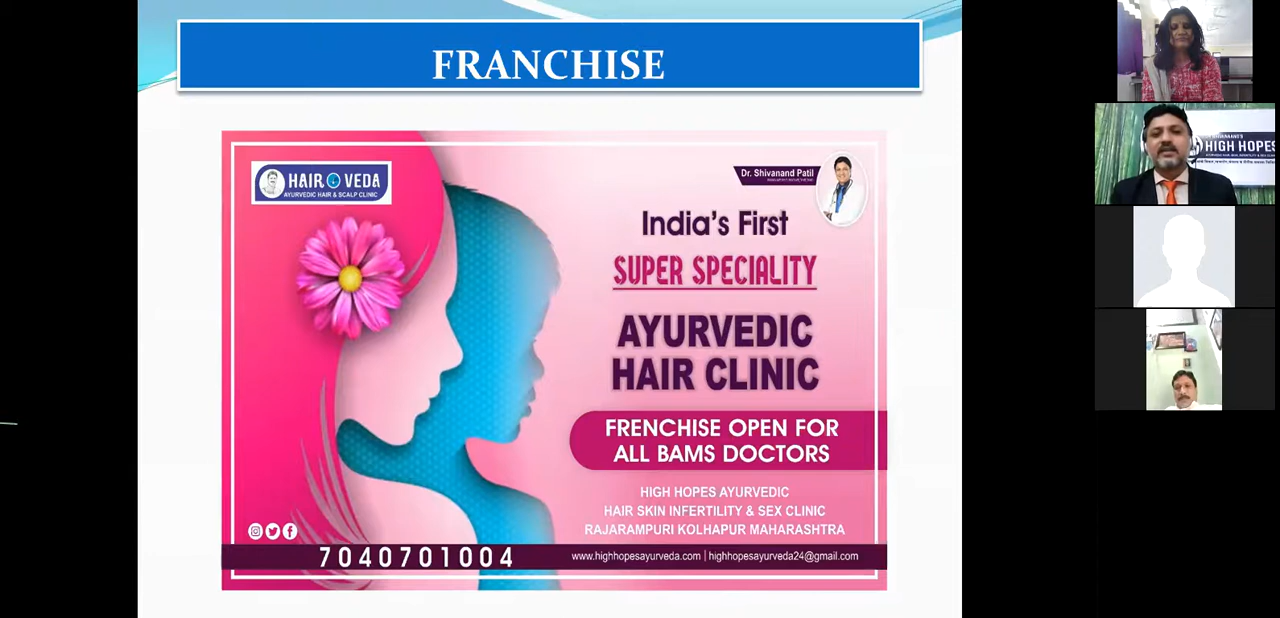 FRANCHISE
HAIR VEDA
AYURVEDIC HAIR & SCALP CLINIC
Dr. Shivanand Patil
India's First
SUPER SPECIALITY
AYURVEDIC
HAIR CLINIC
FRENCHISE OPEN FOR
ALL BAMS DOCTORS
HIGH HOPES AYURVEDIC
HAIR SKIN INFERTILITY & SEX CLINIC
RAJARAMPURI KOLHAPUR MAHARASHTRA
7040701004
www.highhopesayurveda.com | highhopesayurveda24@gmail.com
HIGH HOPES